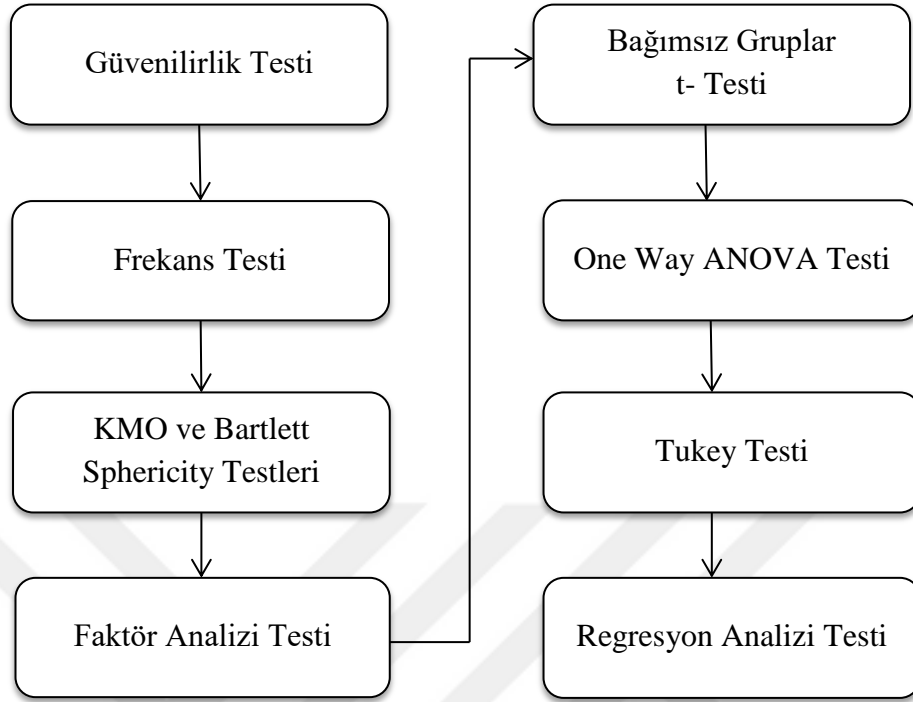 Güvenilirlik Testi
Frekans Testi
KMO ve Bartlett
Sphericity Testleri
Faktör Analizi Testi
Bağımsız Gruplar
t- Testi
One Way ANOVA Testi
Tukey Testi
Regresyon Analizi Testi